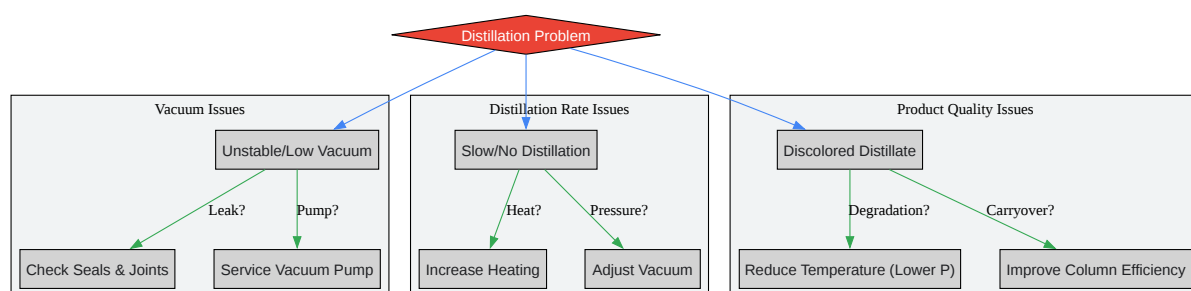 Distillation Problem
Vacuum Issues
Distillation Rate Issues
Product Quality Issues
Unstable/Low Vacuum
Slow/No Distillation
Discolored Distillate
Leak?
Pump?
Heat?
Pressure?
Degradation?
Carryover?
Check Seals & Joints
Service Vacuum Pump
Increase Heating
Adjust Vacuum
Reduce Temperature (Lower P)
Improve Column Efficiency